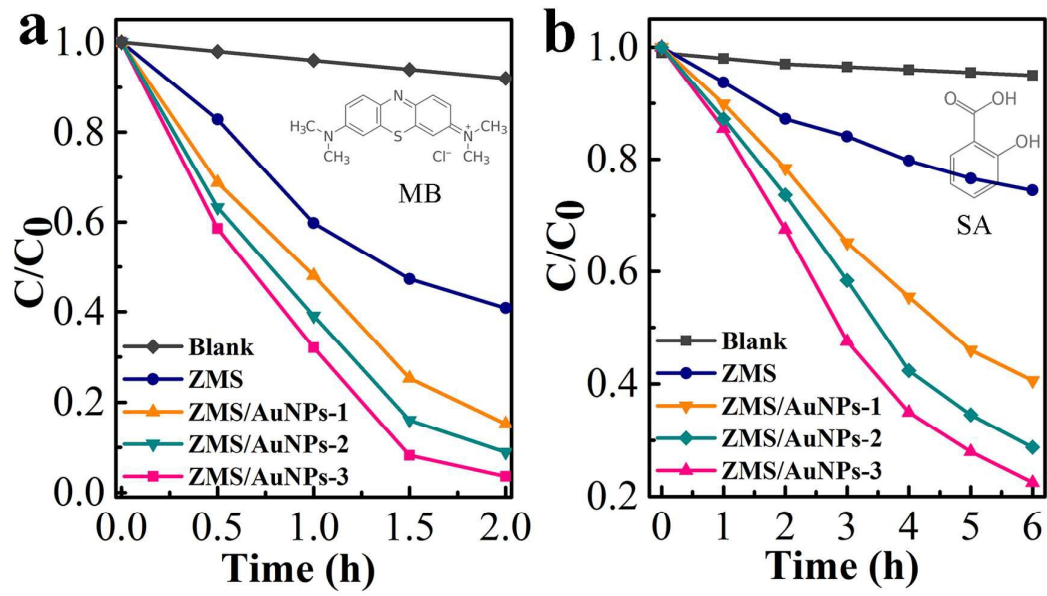 a
C/C0
1.0
0.8
0.6
0.4
0.2
0.0
N
H3C
N
CH3
S
N+
CH3
CH3
Cl−
MB
Blank
ZMS
ZMS/AuNPs-1
ZMS/AuNPs-2
ZMS/AuNPs-3
0.0 0.5 1.0 1.5 2.0
Time (h)
b
C/C0
1.0
0.8
0.6
0.4
0.2
O
OH
OH
SA
Blank
ZMS
ZMS/AuNPs-1
ZMS/AuNPs-2
ZMS/AuNPs-3
0 1 2 3 4 5 6
Time (h)